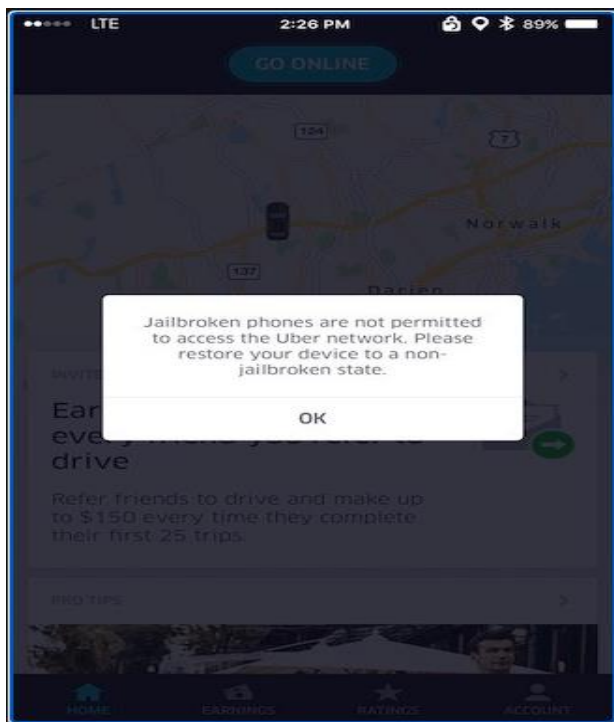 LTE 2:26 PM 89%
GO ONLINE
124
7
Norwalk
137
Darien
Jailbroken phones are not permitted
to access the Uber network. Please
restore your device to a non-
jailbroken state.
OK
drive
Refer friends to drive and make up
to $150 every time they complete
their first 25 trips.
PRO TIPS
HOME EARNINGS RATINGS ACCOUNT